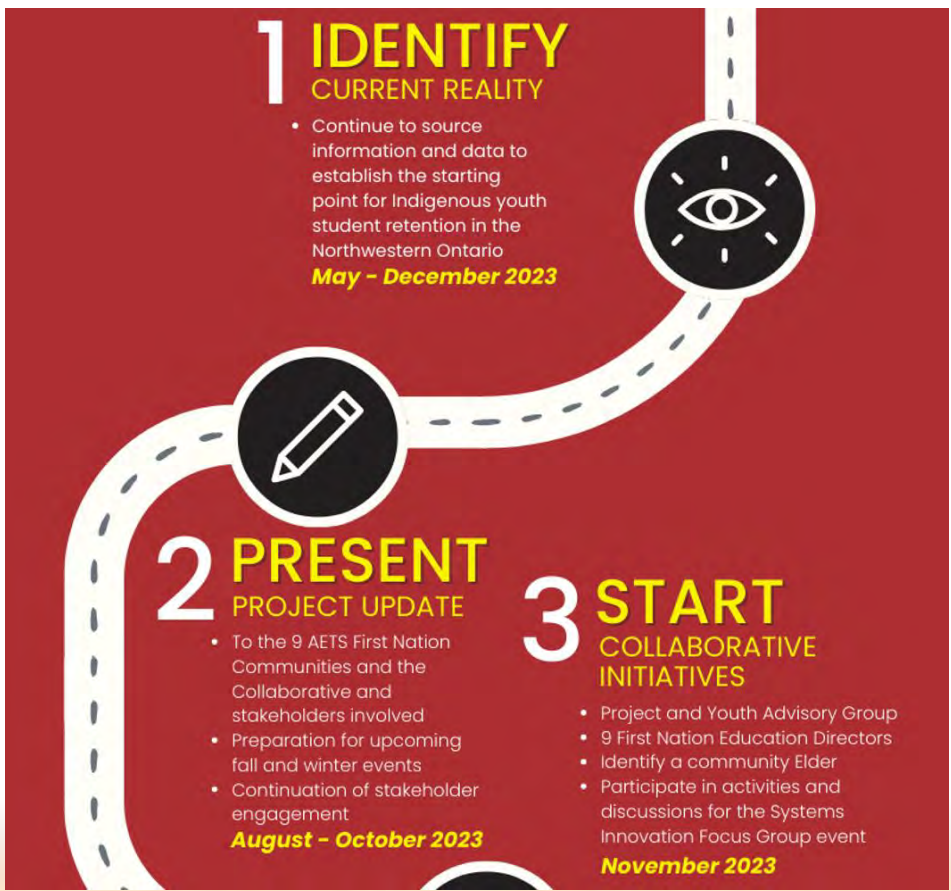 1 IDENTIFY
CURRENT REALITY
• Continue to source
information and data to
establish the starting
point for Indigenous youth
student retention in the
Northwestern Ontario
May - December 2023
2 PRESENT
PROJECT UPDATE
• To the 9 AETS First Nation
Communities and the
Collaborative and
stakeholders involved
• Preparation for upcoming
fall and winter events
• Continuation of stakeholder
engagement
August - October 2023
3 START
COLLABORATIVE
INITIATIVES
• Project and Youth Advisory Group
• 9 First Nation Education Directors
• Identify a community Elder
• Participate in activities and
discussions for the Systems
Innovation Focus Group event
November 2023